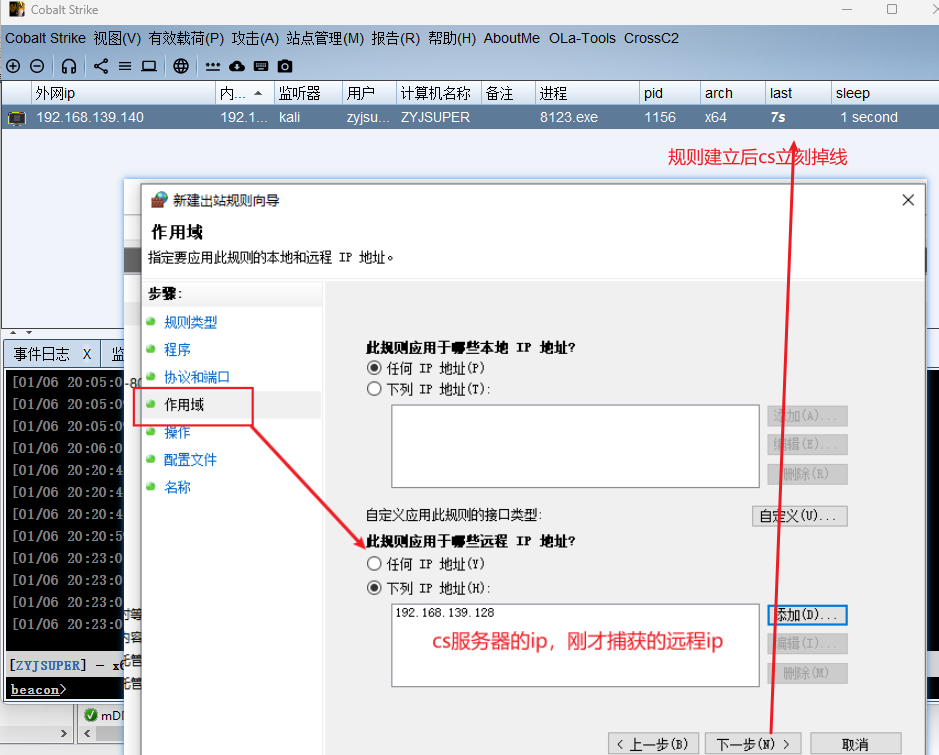 Cobalt Strike
Cobalt Strike 视图(V) 有效载荷(P) 攻击(A) 站点管理(M) 报告(R) 帮助(H) AboutMe OLa-Tools CrossC2
外网ip 内... 监听器 用户 计算机名称 备注 进程 pid arch last sleep
192.168.139.140 192.1... kali zyjsu... ZYJSUPER 8123.exe 1156 x64 7s 1 second
规则建立后cs立刻掉线
新建出站规则向导
作用域
指定要应用此规则的本地和远程 IP 地址。
步骤:
规则类型
程序
协议和端口
作用域
操作
配置文件
名称
此规则应用于哪些本地 IP 地址?
任何 IP 地址(P)
下列 IP 地址(T):
添加(A)...
编辑(E)...
删除(R)
自定义应用此规则的接口类型:
自定义(U)...
此规则应用于哪些远程 IP 地址?
任何 IP 地址(Y)
下列 IP 地址(H):
192.168.139.128
cs服务器的ip，刚才捕获的远程ip
添加(D)...
编辑(I)...
删除(M)
< 上一步(B)
下一步(N) >
取消
事件日志 X
[01/06 20:05:0
[01/06 20:04:0
[01/06 20:05:0
[01/06 20:06:0
[01/06 20:20:4
[01/06 20:20:4
[01/06 20:20:4
[01/06 20:20:5
[01/06 20:23:0
[01/06 20:23:0
[01/06 20:23:0
[01/06 20:23:0
[ZYJSUPER] – x6
beacon>